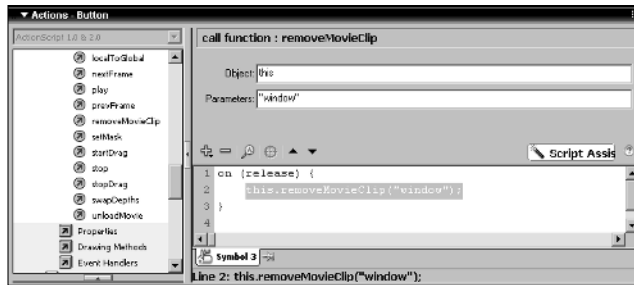 Actions - Button
ActionScript 1.0 & 2.0
localToGlobal
nextFrame
play
prevFrame
removeMovieClip
setMask
startDrag
stop
stopDrag
swapDepths
unloadMovie
Properties
Drawing Methods
Event Handlers
call function : removeMovieClip
Object: this
Parameters: "window"
Script Assis
1 on (release) {
2 this.removeMovieClip("window");
3 }
4
Symbol 3
Line 2: this.removeMovieClip("window");